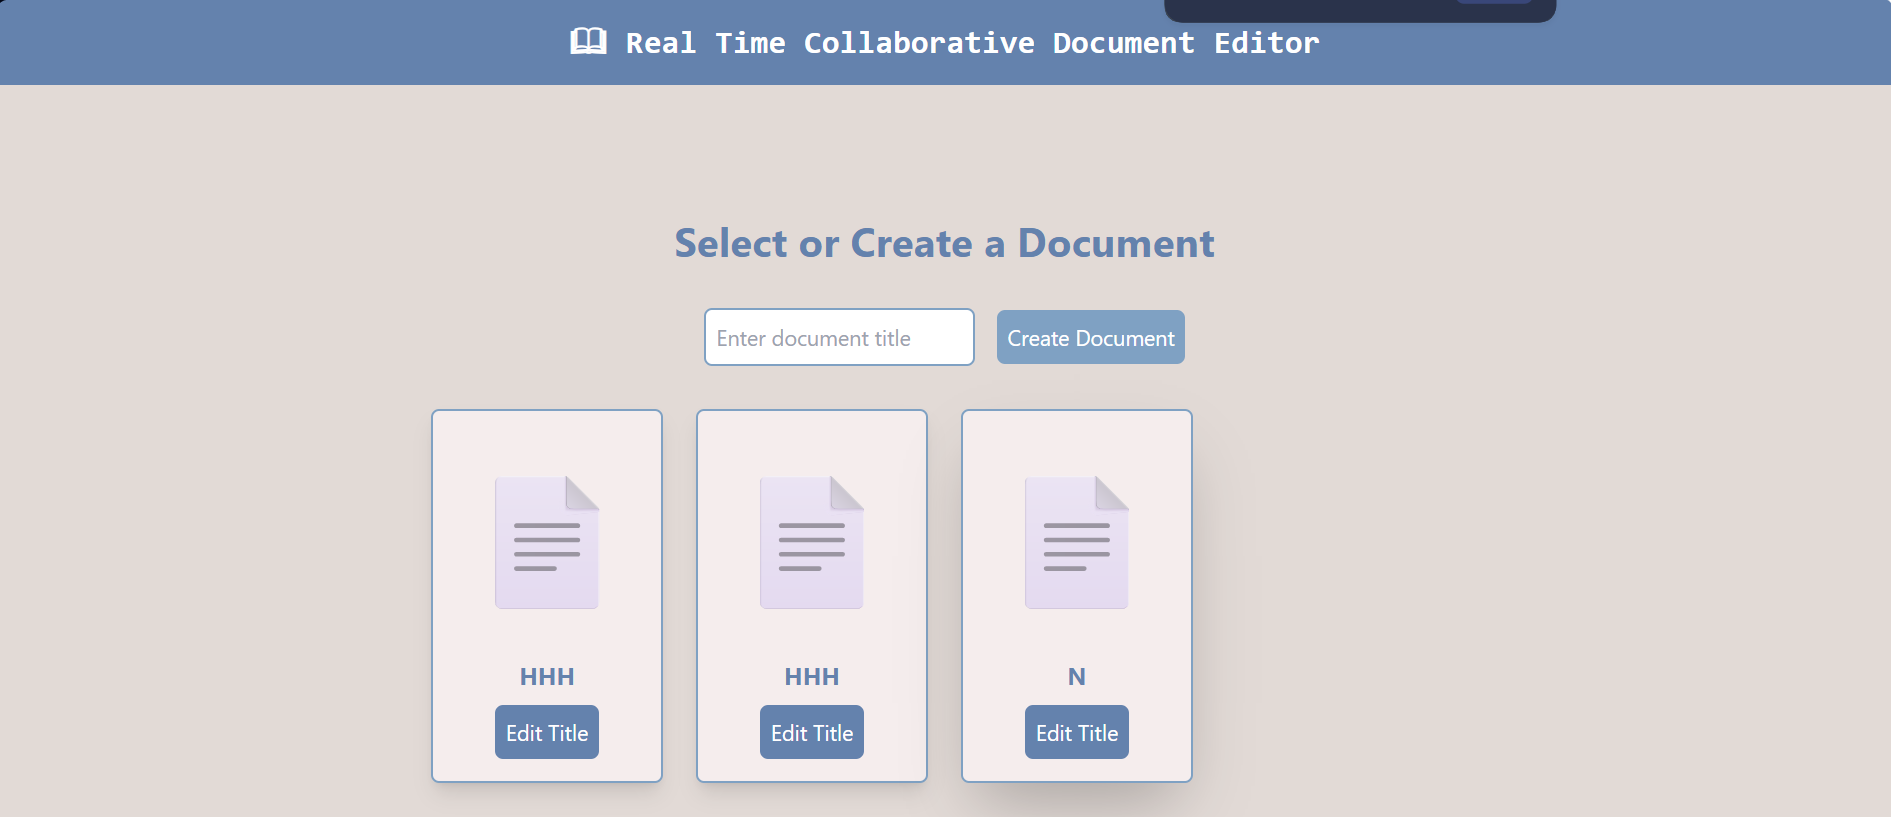 Real Time Collaborative Document Editor
Select or Create a Document
Enter document title
Create Document
HHH
HHH
N
Edit Title
Edit Title
Edit Title